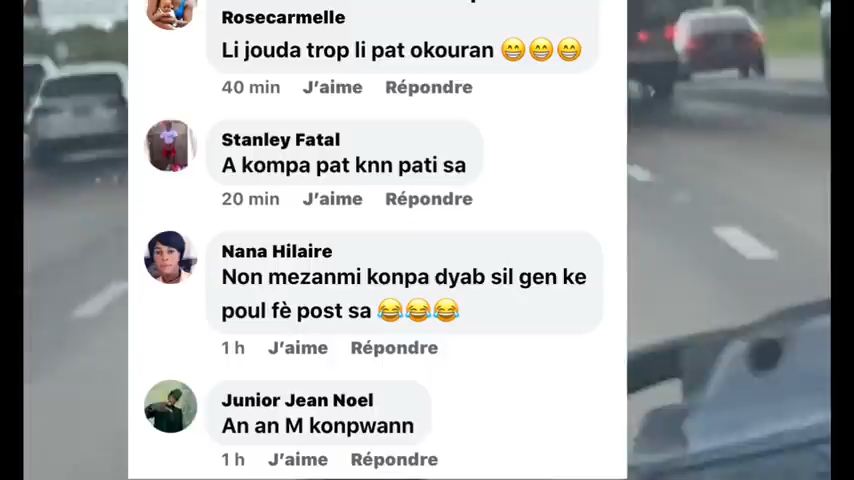 Rosecarmelle
Li jouda trop li pat okouran 😁😁😁
40 min J'aime Répondre
Stanley Fatal
A kompa pat knn pati sa
20 min J'aime Répondre
Nana Hilaire
Non mezanmi konpa dyab sil gen ke
poul fè post sa 😂😂😂
1 h J'aime Répondre
Junior Jean Noel
An an M konpwann
1 h J'aime Répondre